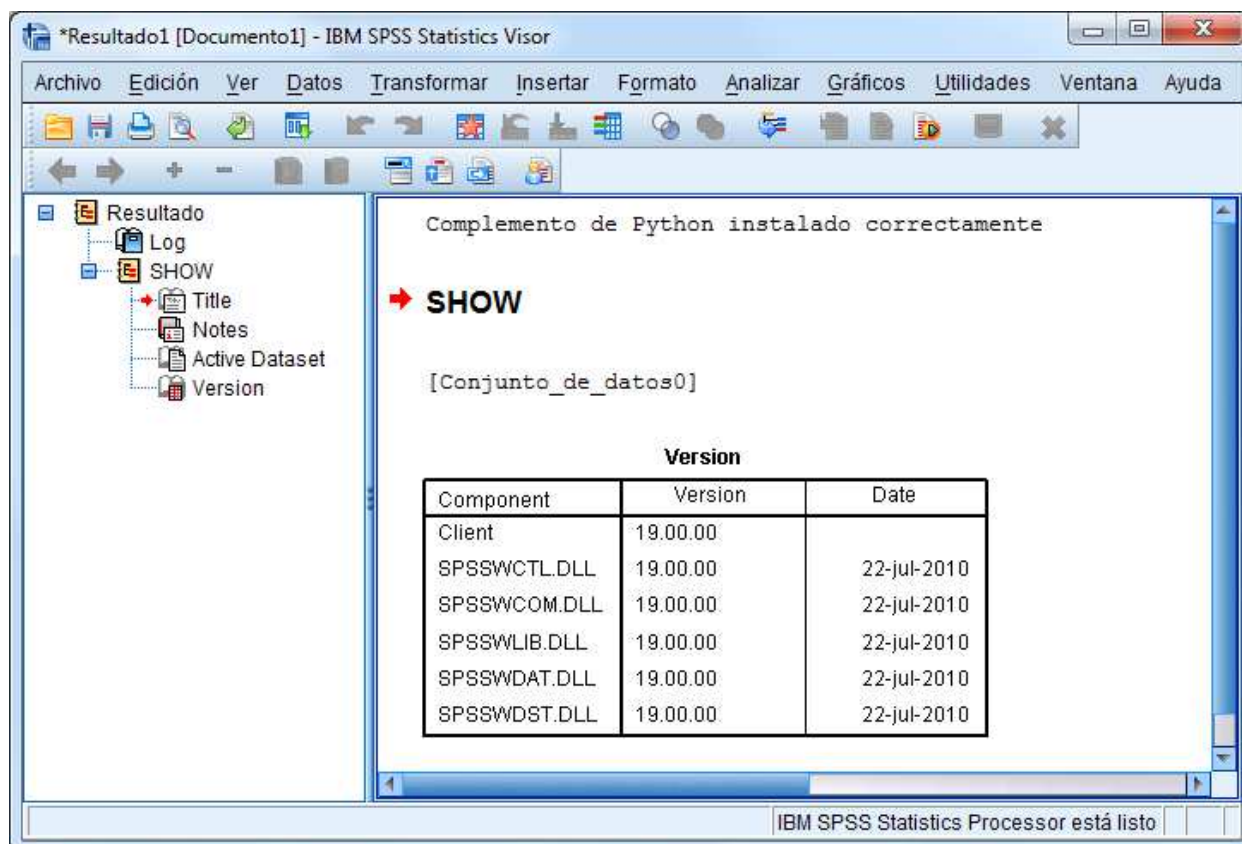 *Resultado1 [Documento1] - IBM SPSS Statistics Visor
Archivo Edición Ver Datos Transformar Insertar Formato Analizar Gráficos Utilidades Ventana Ayuda
Resultado
Log
SHOW
Title
Notes
Active Dataset
Version
Complemento de Python instalado correctamente
SHOW
[Conjunto_de_datos0]
Version
Component Version Date
Client 19.00.00
SPSSWCTL.DLL 19.00.00 22-jul-2010
SPSSWCOM.DLL 19.00.00 22-jul-2010
SPSSWLIB.DLL 19.00.00 22-jul-2010
SPSSWDAT.DLL 19.00.00 22-jul-2010
SPSSWDST.DLL 19.00.00 22-jul-2010
IBM SPSS Statistics Processor está listo